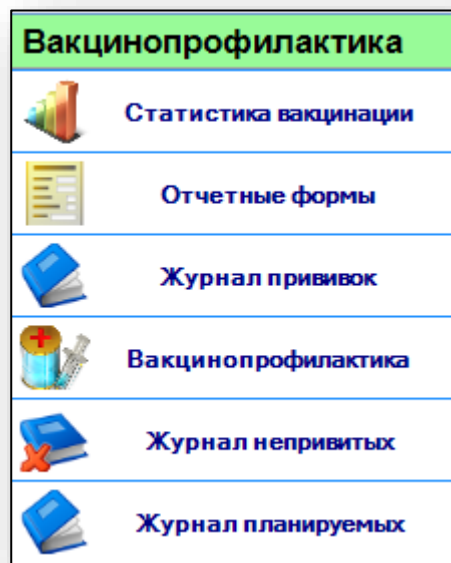 Вакцинопрофилактика
Статистика вакцинации
Отчетные формы
Журнал прививок
Вакцинопрофилактика
Журнал непривитых
Журнал планируемых